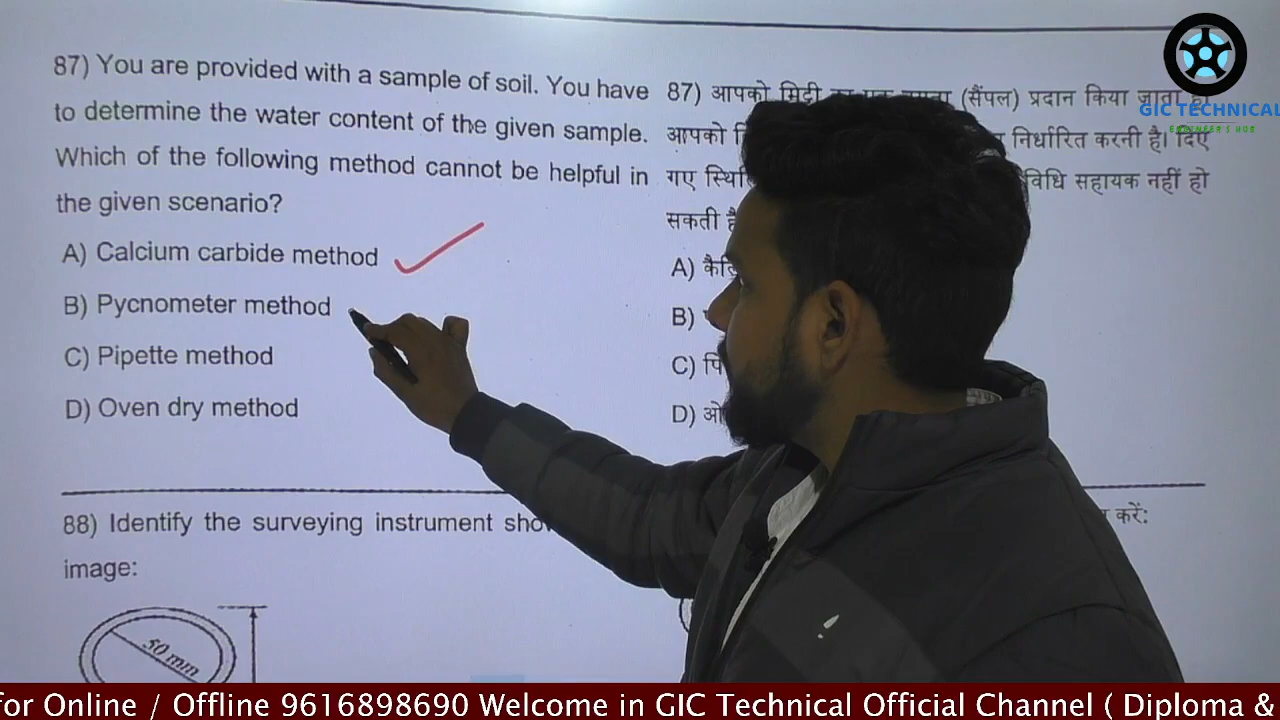 87) You are provided with a sample of soil. You have
to determine the water content of the given sample.
Which of the following method cannot be helpful in
the given scenario?
A) Calcium carbide method
B) Pycnometer method
C) Pipette method
D) Oven dry method
87) आपको मिट्टी (सैंपल) प्रदान किया जाता
आपको निर्धारित करनी है। दिए
गए विधि सहायक नहीं हो
सकती
A)
B)
C)
D)
88) Identify the surveying instrument
image:
50 mm
करें:
GIC TECHNICAL
ENGINEER'S HUB
for Online / Offline 9616898690 Welcome in GIC Technical Official Channel ( Diploma &